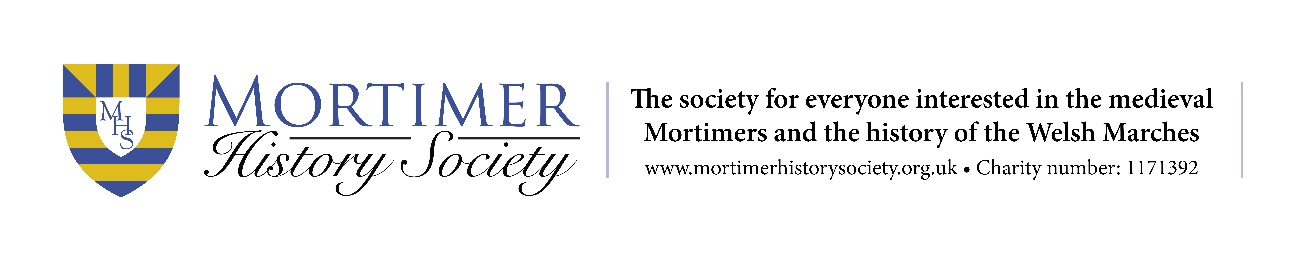 MHS
MORTIMER
History Society
The society for everyone interested in the medieval
Mortimers and the history of the Welsh Marches
www.mortimerhistorysociety.org.uk • Charity number: 1171392